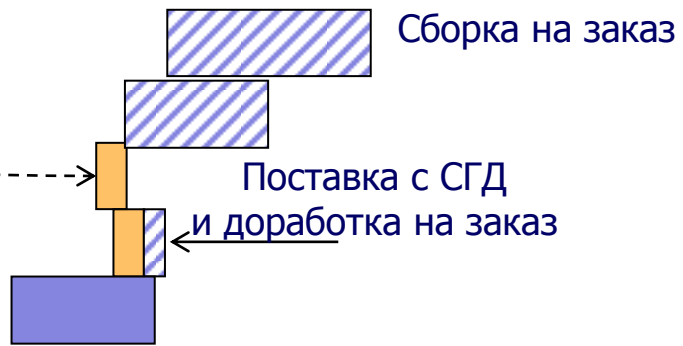 Сборка на заказ
Поставка с СГД
и доработка на заказ